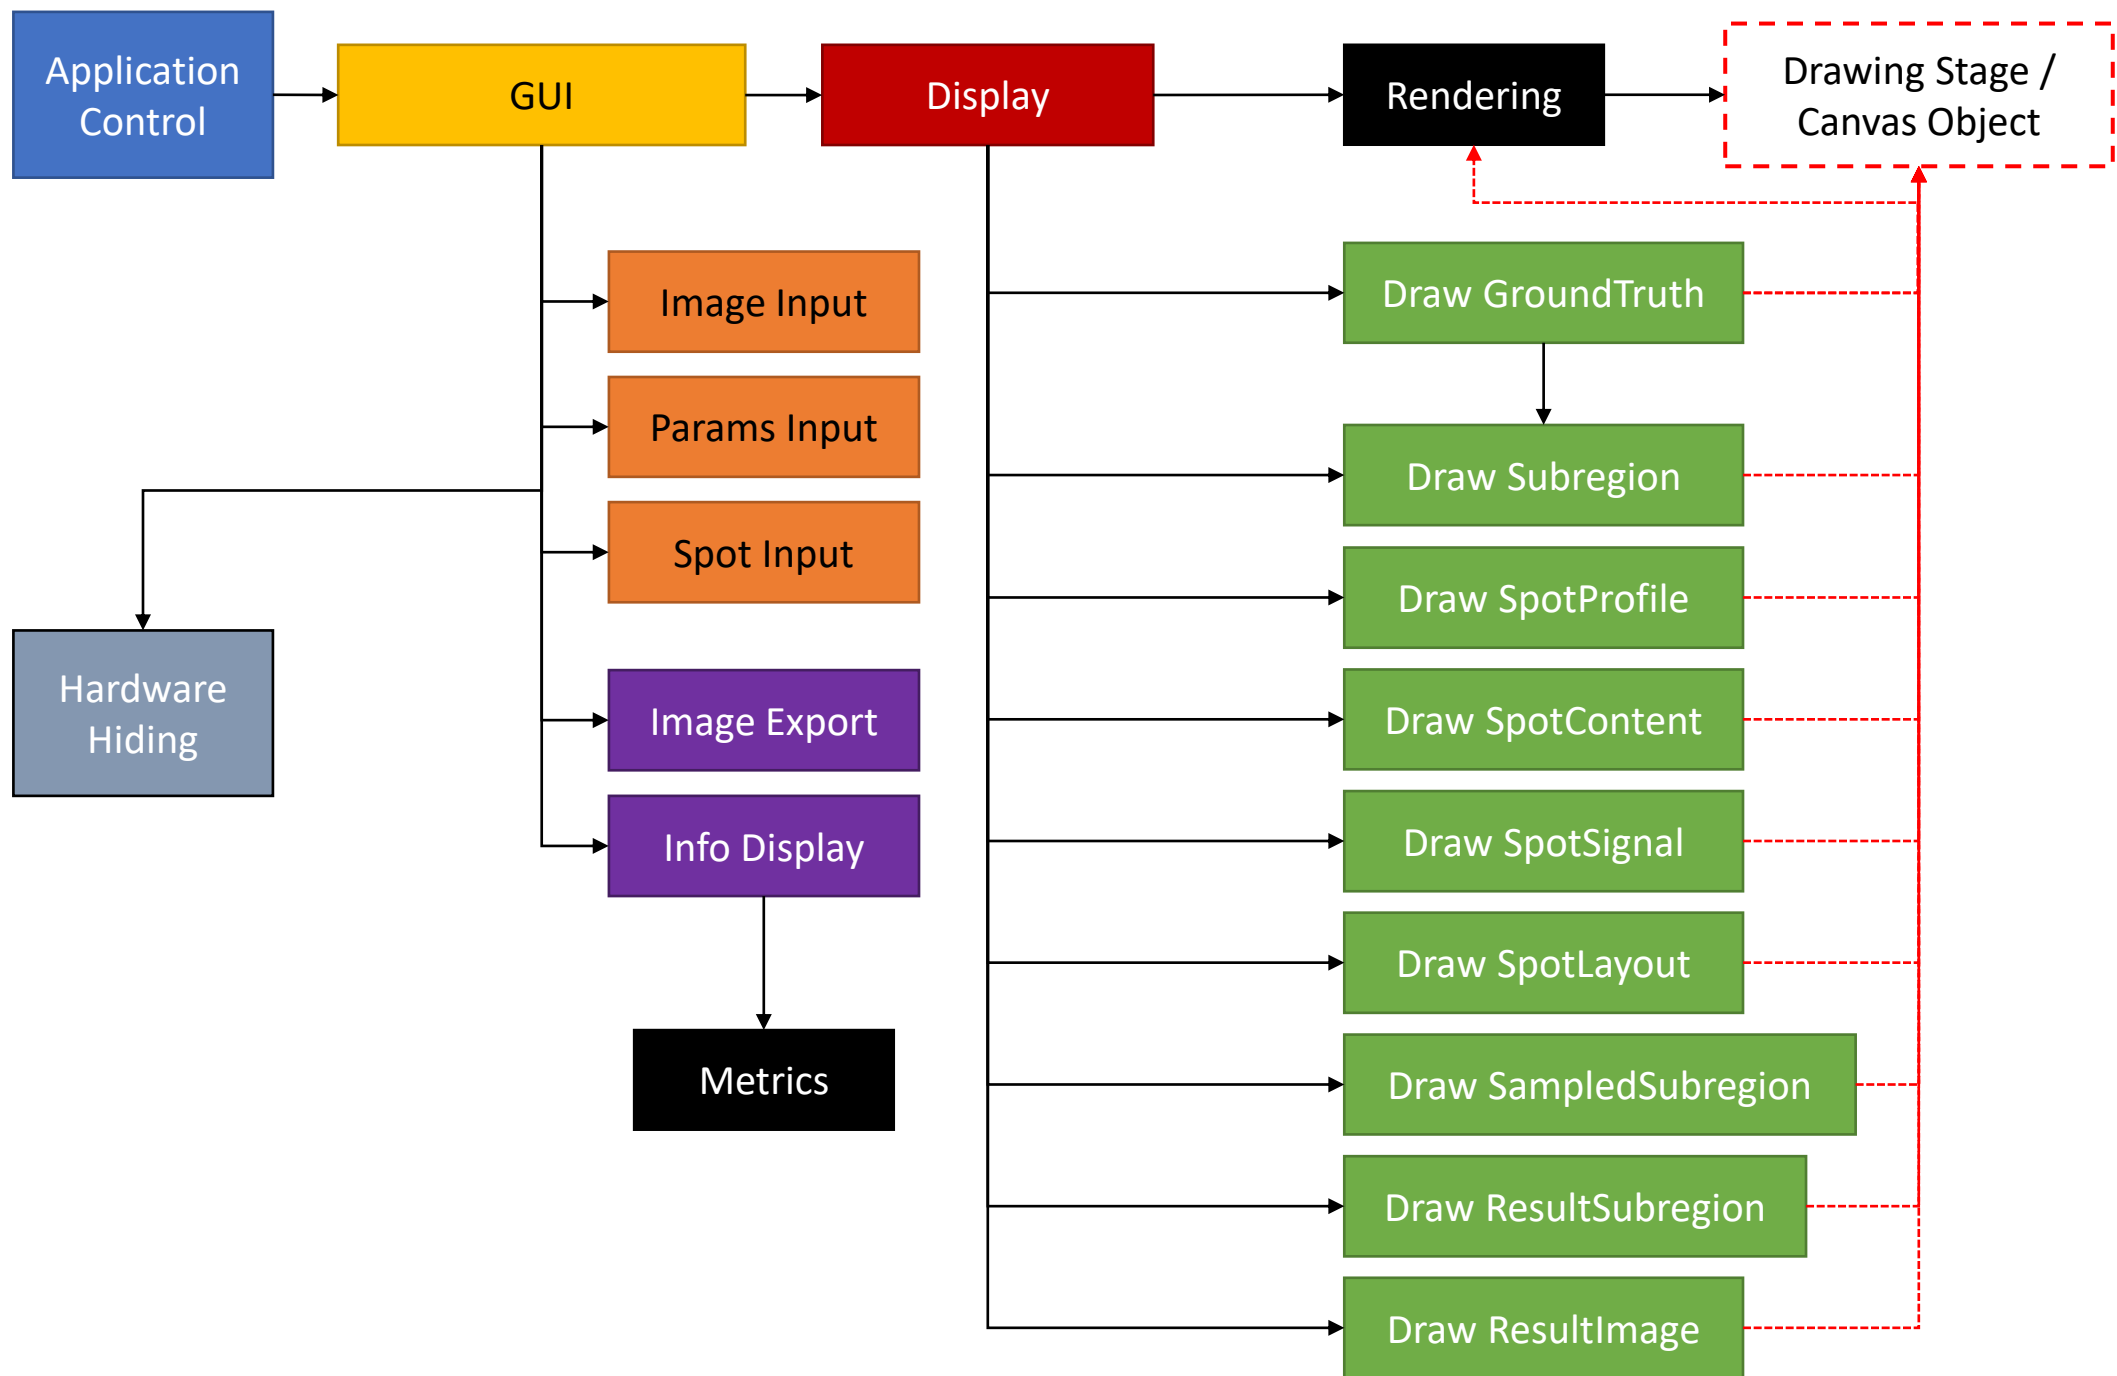 Application
Control
GUI
Display
Rendering
Drawing Stage /
Canvas Object
Image Input
Params Input
Spot Input
Hardware
Hiding
Image Export
Info Display
Metrics
Draw GroundTruth
Draw Subregion
Draw SpotProfile
Draw SpotContent
Draw SpotSignal
Draw SpotLayout
Draw SampledSubregion
Draw ResultSubregion
Draw ResultImage